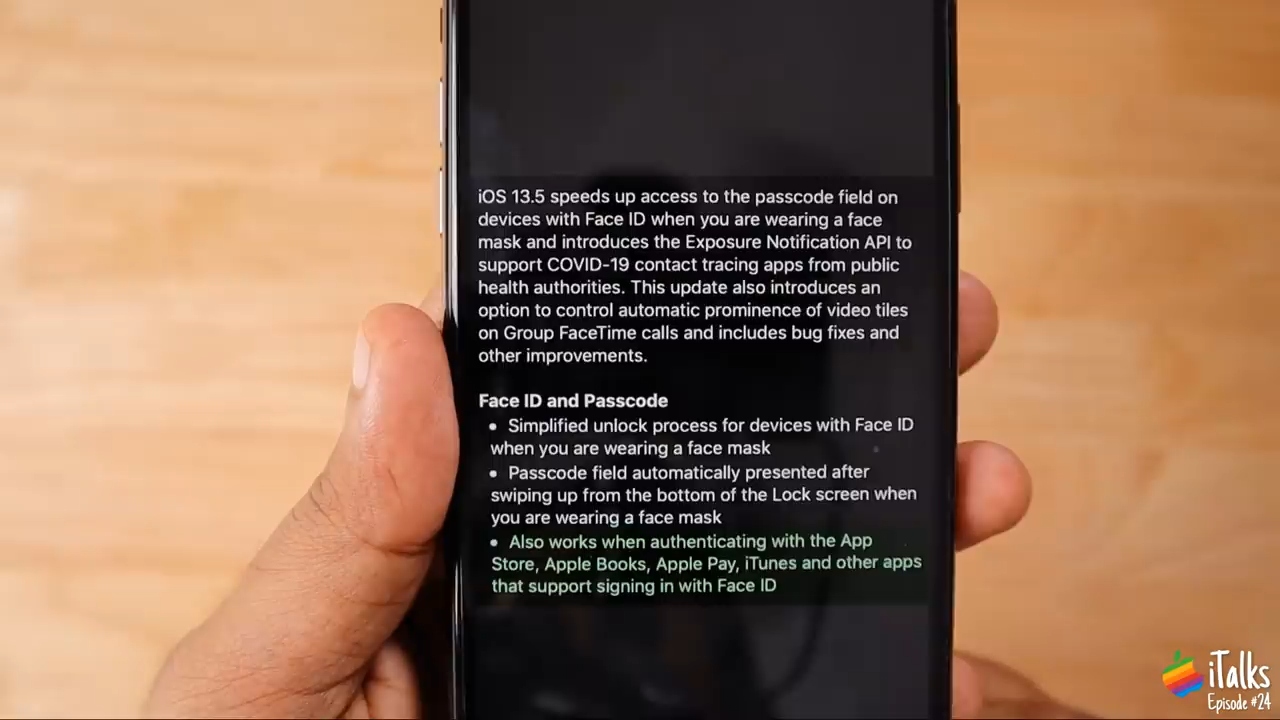 iOS 13.5 speeds up access to the passcode field on
devices with Face ID when you are wearing a face
mask and introduces the Exposure Notification API to
support COVID-19 contact tracing apps from public
health authorities. This update also introduces an
option to control automatic prominence of video tiles
on Group FaceTime calls and includes bug fixes and
other improvements.
Face ID and Passcode
• Simplified unlock process for devices with Face ID
when you are wearing a face mask
• Passcode field automatically presented after
swiping up from the bottom of the Lock screen when
you are wearing a face mask
• Also works when authenticating with the App
Store, Apple Books, Apple Pay, iTunes and other apps
that support signing in with Face ID
iTalks
Episode #24